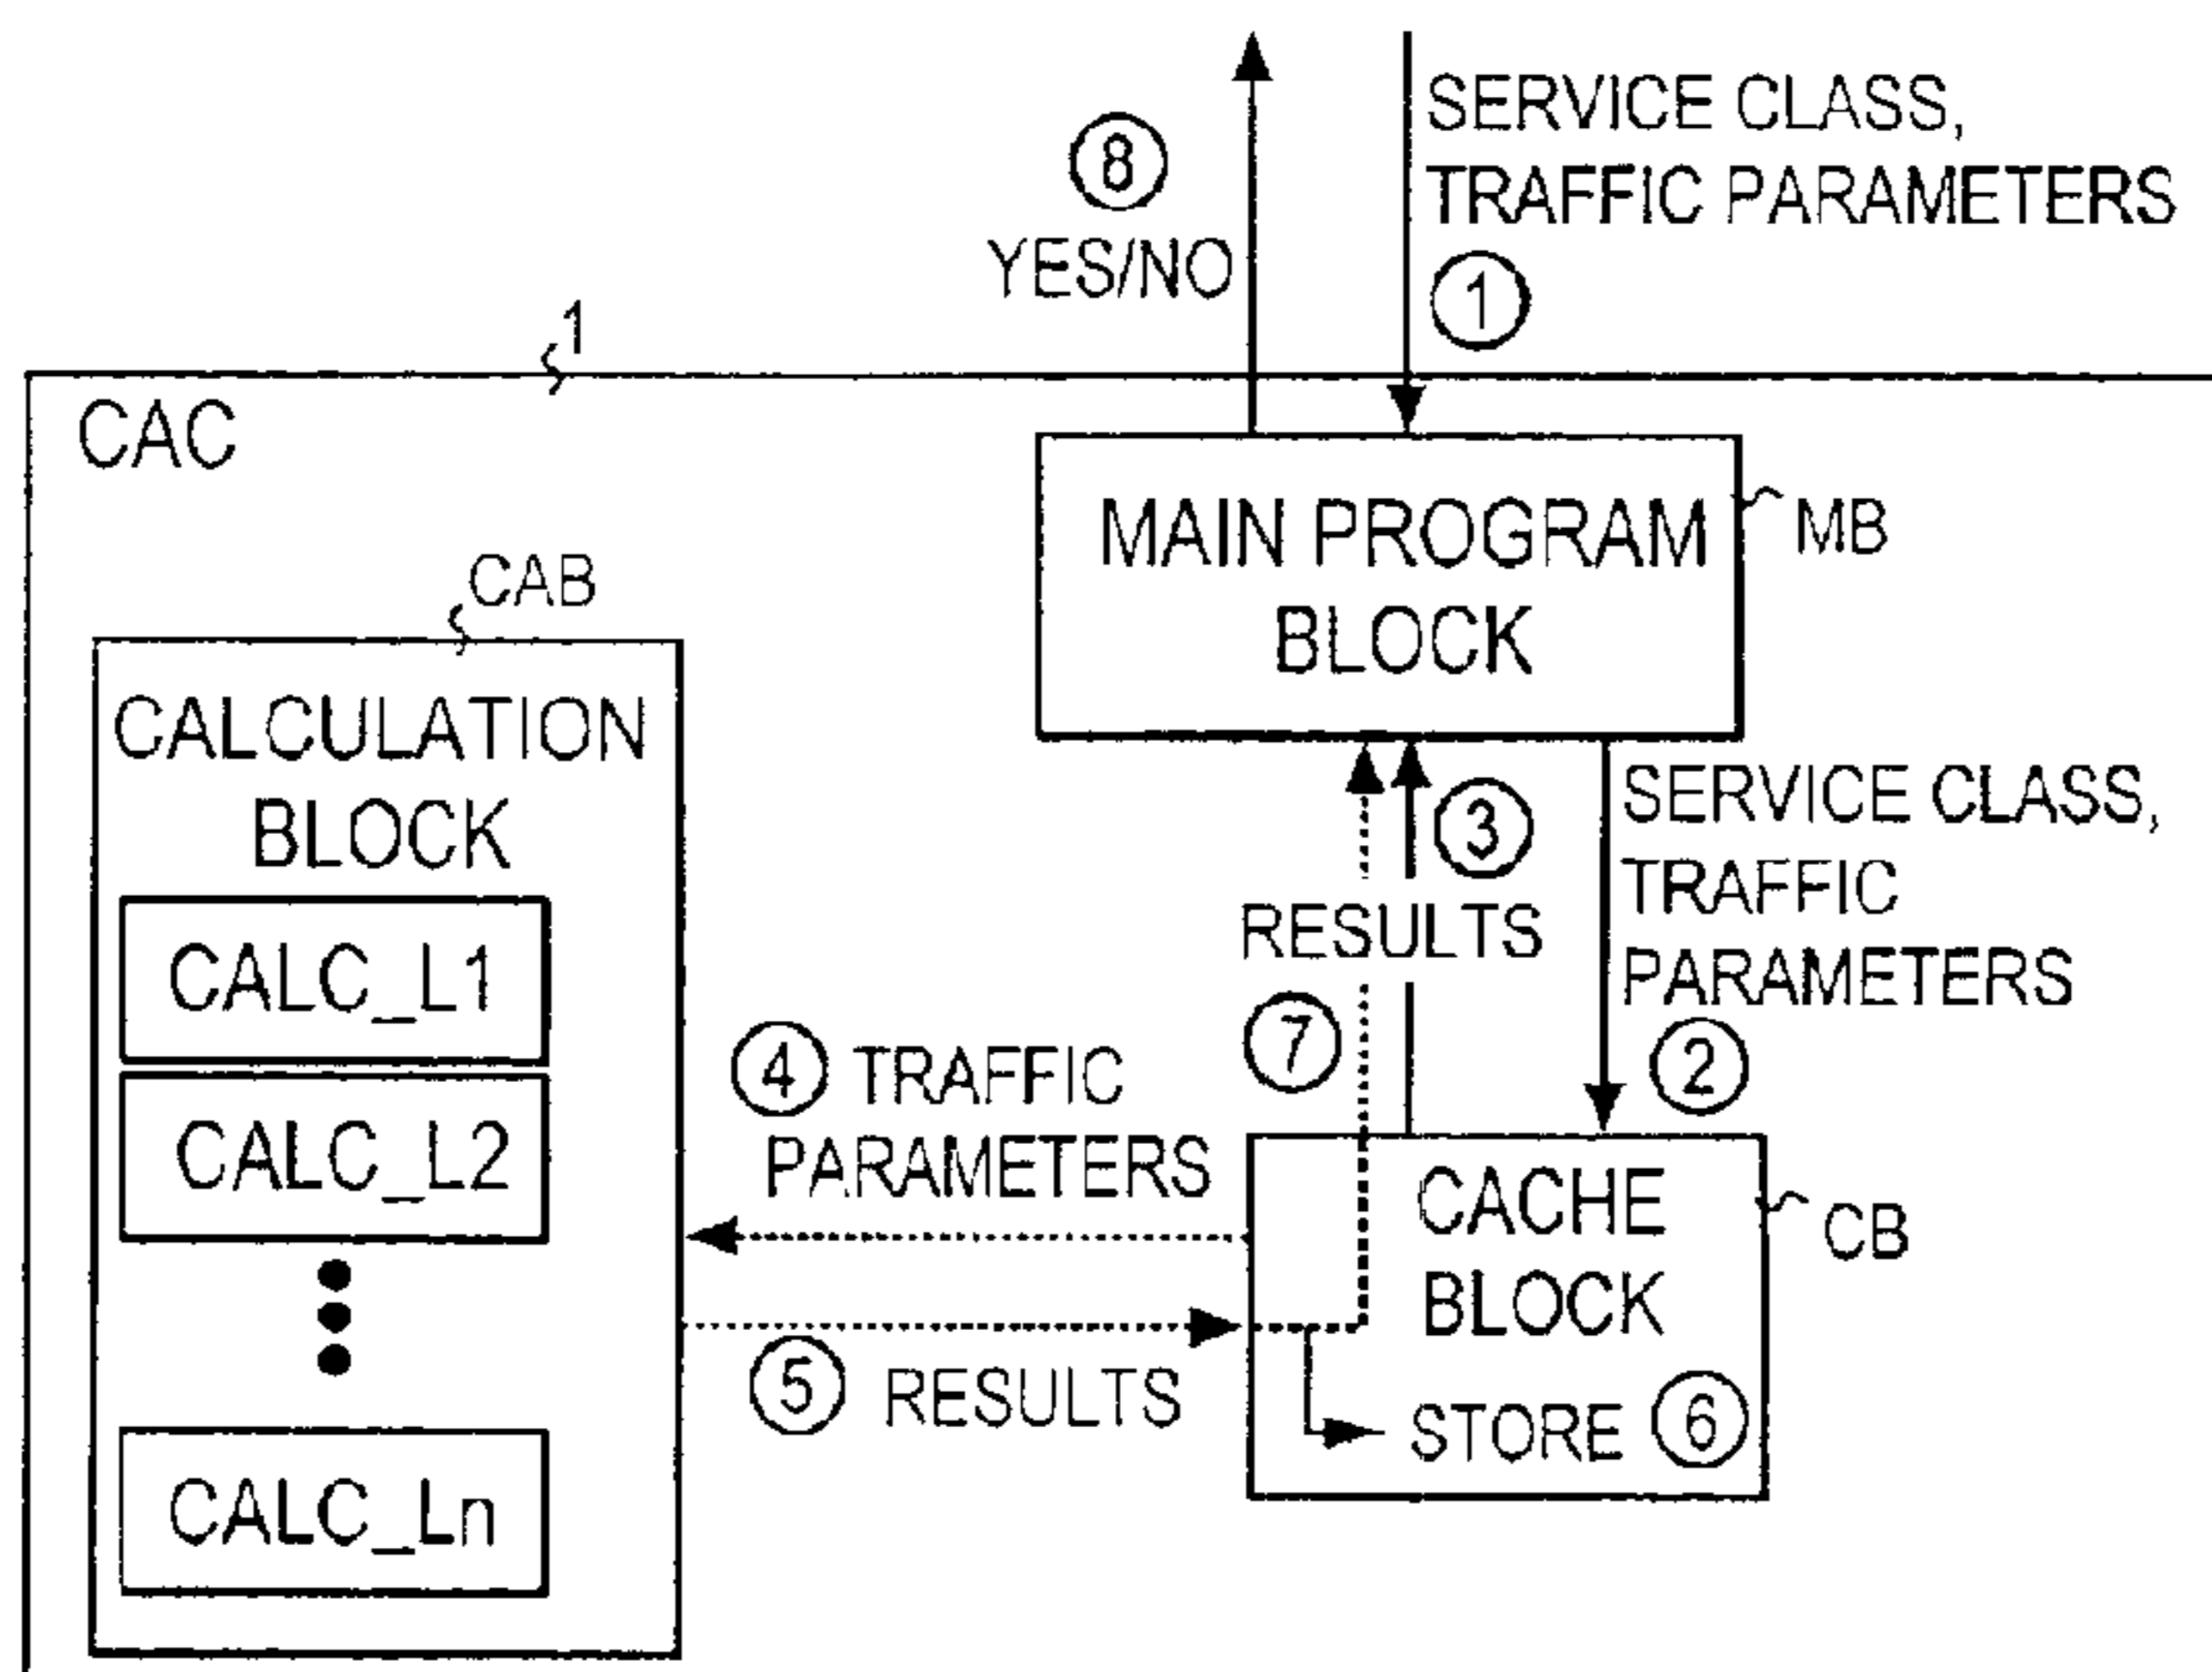 8
YES/NO
SERVICE CLASS,
TRAFFIC PARAMETERS
1
1
CAC
MAIN PROGRAM
BLOCK
MB
CAB
CALCULATION
BLOCK
CALC_L1
CALC_L2
CALC_Ln
3
RESULTS
7
SERVICE CLASS,
TRAFFIC
PARAMETERS
2
4 TRAFFIC
PARAMETERS
5 RESULTS
CACHE
BLOCK
CB
STORE 6